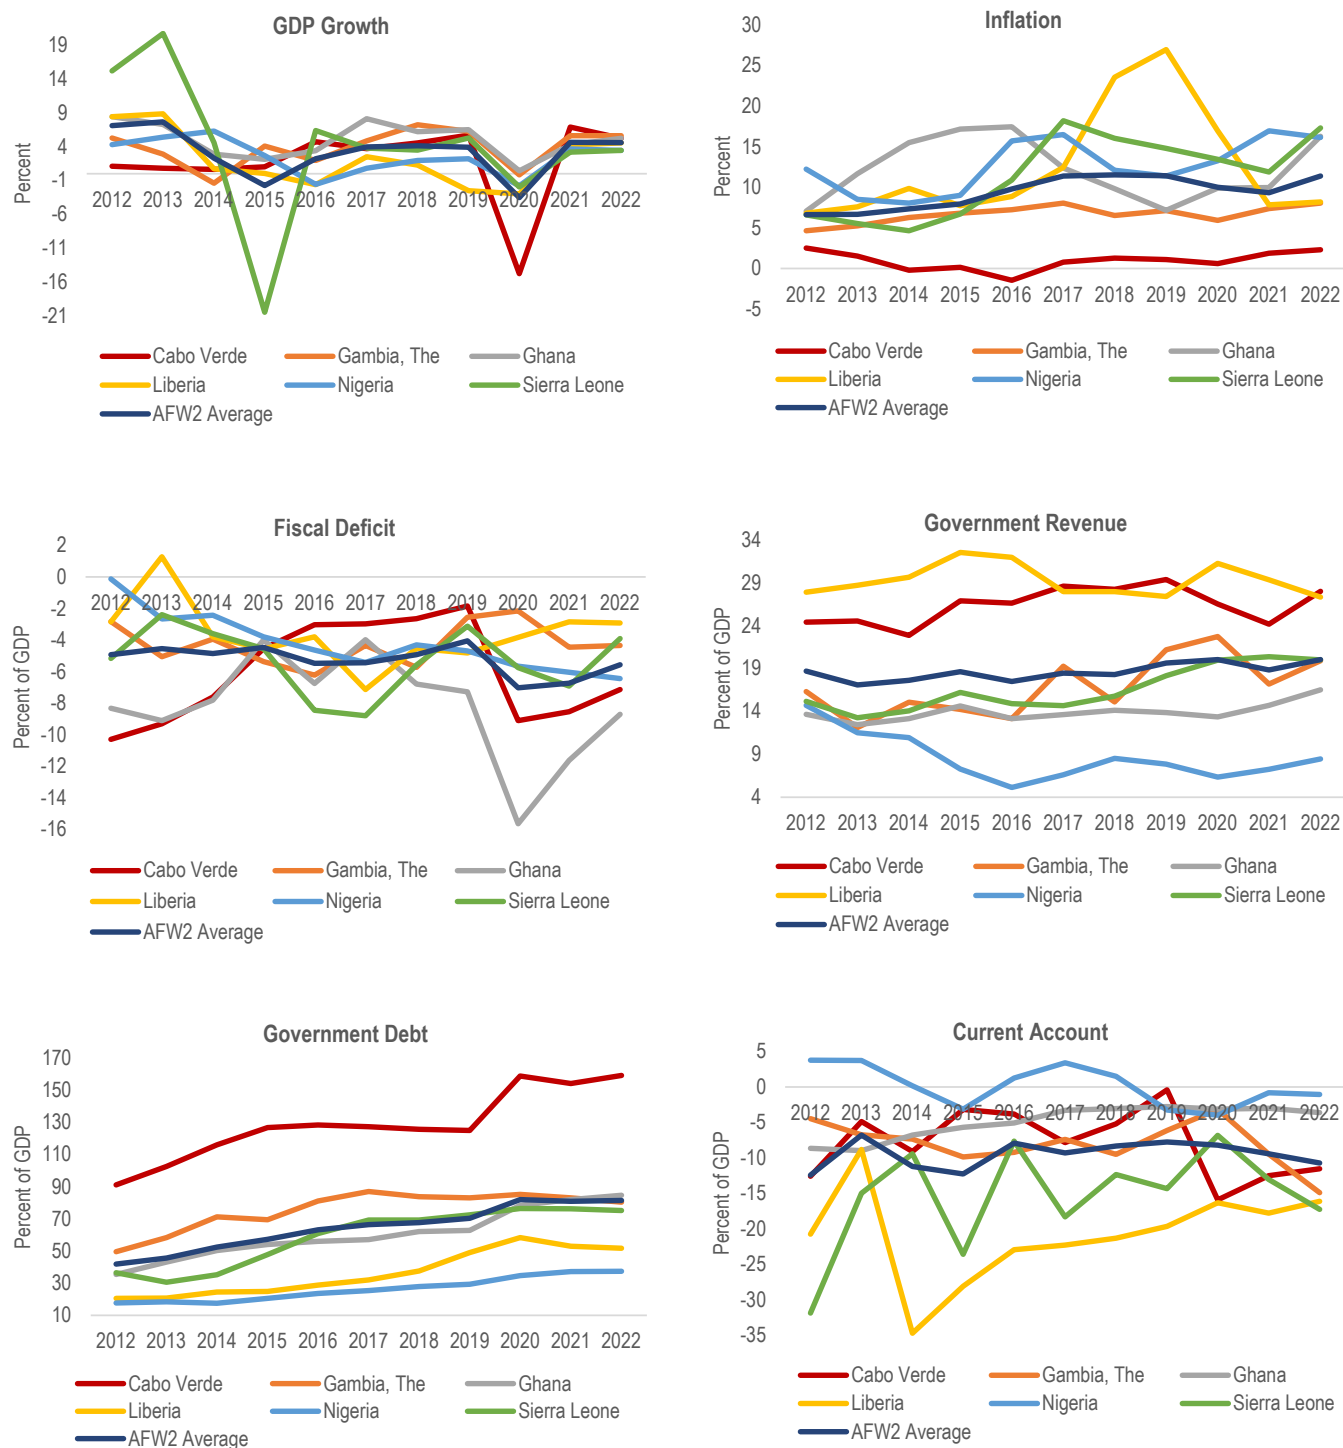 GDP Growth
19
14
9
4
-1
-6
-11
-16
-21
Percent
2012 2013 2014 2015 2016 2017 2018 2019 2020 2021 2022
Cabo Verde Gambia, The Ghana
Liberia Nigeria Sierra Leone
AFW2 Average
Inflation
30
25
20
15
10
5
0
-5
Percent
2012 2013 2014 2015 2016 2017 2018 2019 2020 2021 2022
Cabo Verde Gambia, The Ghana
Liberia Nigeria Sierra Leone
AFW2 Average
Fiscal Deficit
2
0
-2
-4
-6
-8
-10
-12
-14
-16
Percent of GDP
2012 2013 2014 2015 2016 2017 2018 2019 2020 2021 2022
Cabo Verde Gambia, The Ghana
Liberia Nigeria Sierra Leone
AFW2 Average
Government Revenue
34
29
24
19
14
9
4
Percent of GDP
2012 2013 2014 2015 2016 2017 2018 2019 2020 2021 2022
Cabo Verde Gambia, The Ghana
Liberia Nigeria Sierra Leone
AFW2 Average
Government Debt
170
150
130
110
90
70
50
30
10
Percent of GDP
2012 2013 2014 2015 2016 2017 2018 2019 2020 2021 2022
Cabo Verde Gambia, The Ghana
Liberia Nigeria Sierra Leone
AFW2 Average
Current Account
5
0
-5
-10
-15
-20
-25
-30
-35
Percent of GDP
2012 2013 2014 2015 2016 2017 2018 2019 2020 2021 2022
Cabo Verde Gambia, The Ghana
Liberia Nigeria Sierra Leone
AFW2 Average